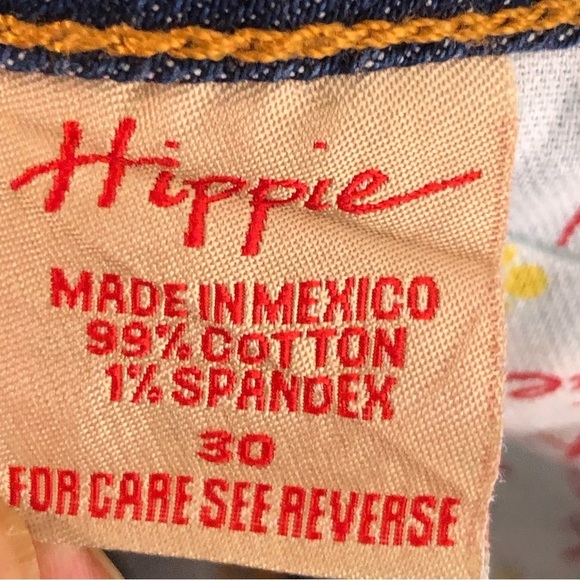 Hippie
MADE IN MEXICO
99% COTTON
1% SPANDEX
30
FOR CARE SEE REVERSE